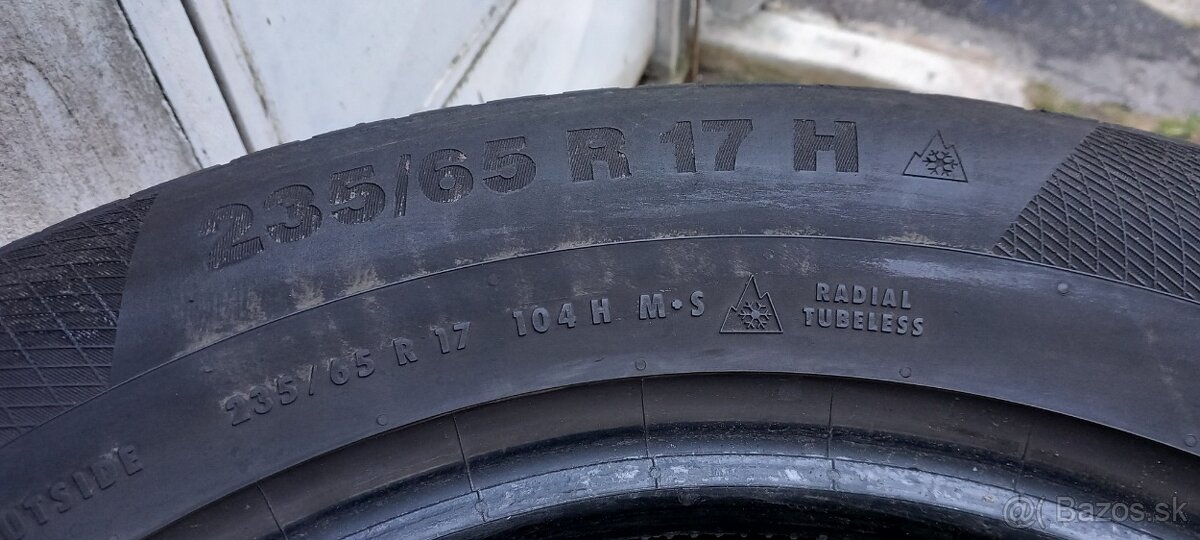 235/65 R 17 H
235/65 R 17 104 H M•S RADIAL
TUBELESS
OUTSIDE
@( Bazos.sk